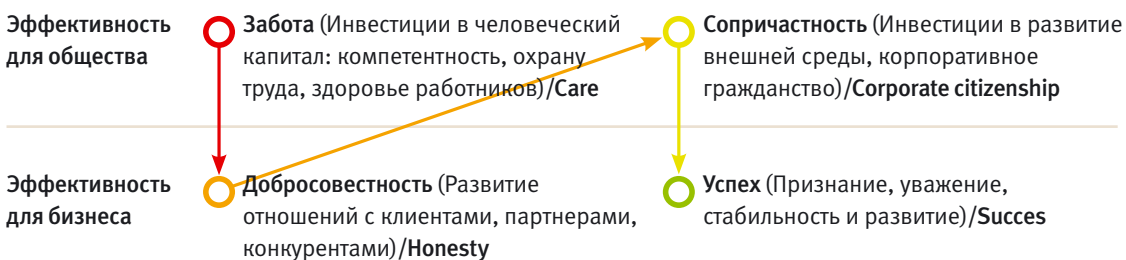 Эффективность
для общества
Забота (Инвестиции в человеческий
капитал: компетентность, охрану
труда, здоровье работников)/Care
Сопричастность (Инвестиции в развитие
внешней среды, корпоративное
гражданство)/Corporate citizenship
Эффективность
для бизнеса
Добросовестность (Развитие
отношений с клиентами, партнерами,
конкурентами)/Honesty
Успех (Признание, уважение,
стабильность и развитие)/Succes